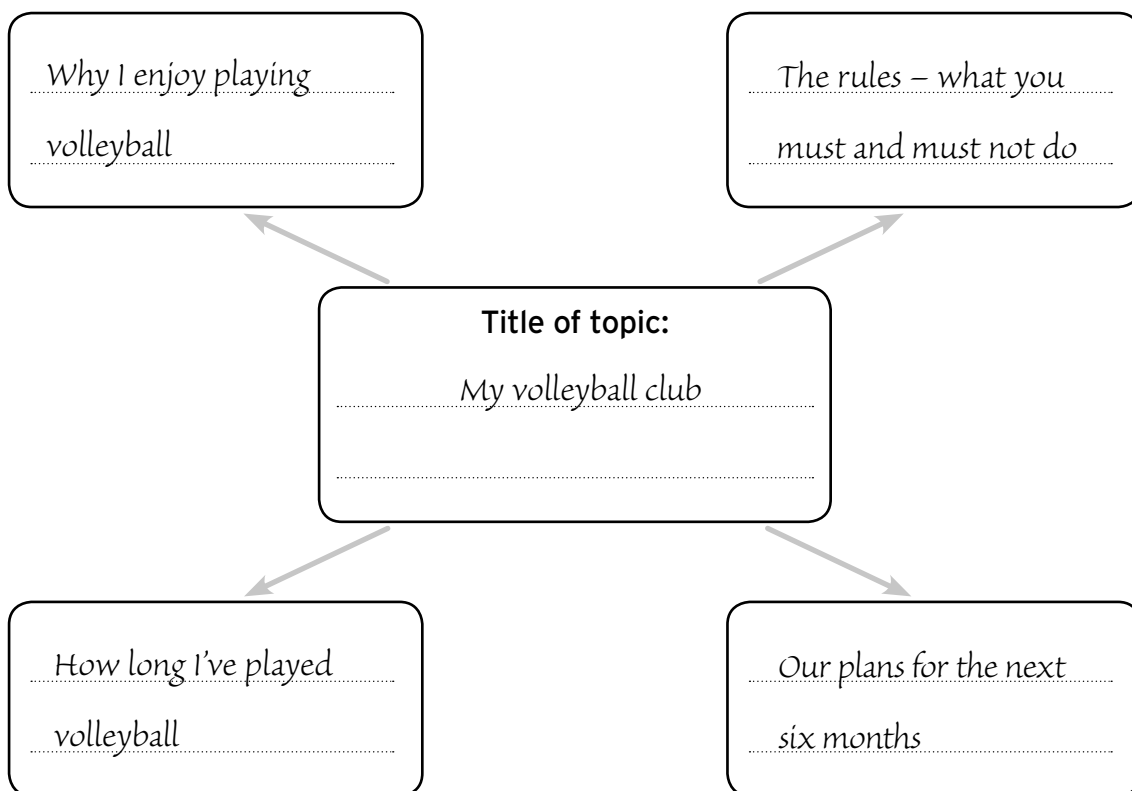 Why I enjoy playing
volleyball
The rules – what you
must and must not do
Title of topic:
My volleyball club
How long I've played
volleyball
Our plans for the next
six months